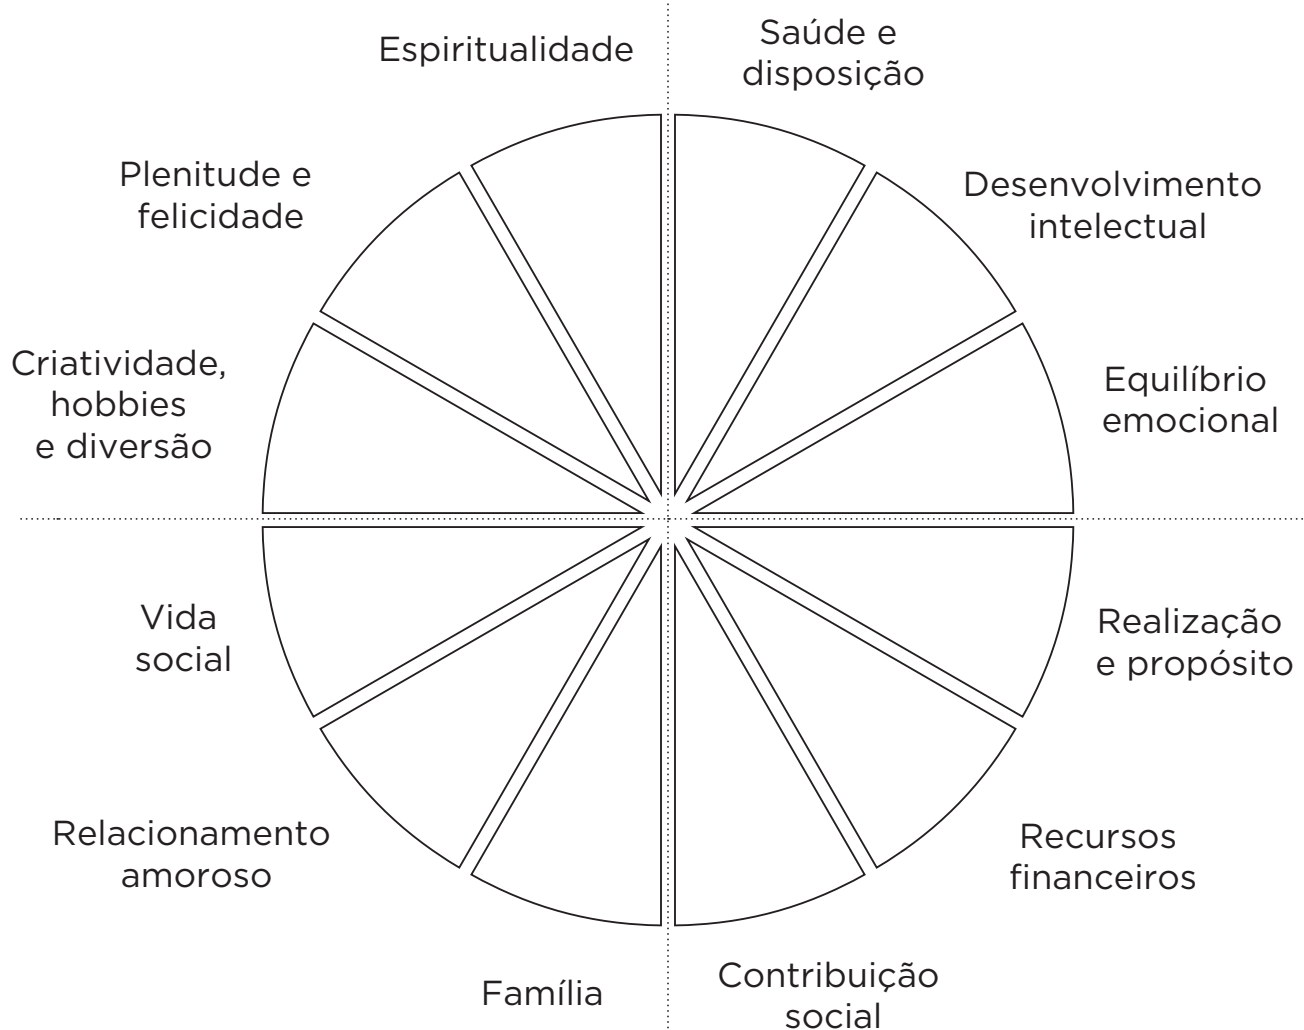 Espiritualidade
Saúde e
disposição
Plenitude e
felicidade
Desenvolvimento
intelectual
Criatividade,
hobbies
e diversão
Equilíbrio
emocional
Vida
social
Realização
e propósito
Relacionamento
amoroso
Recursos
financeiros
Família
Contribuição
social